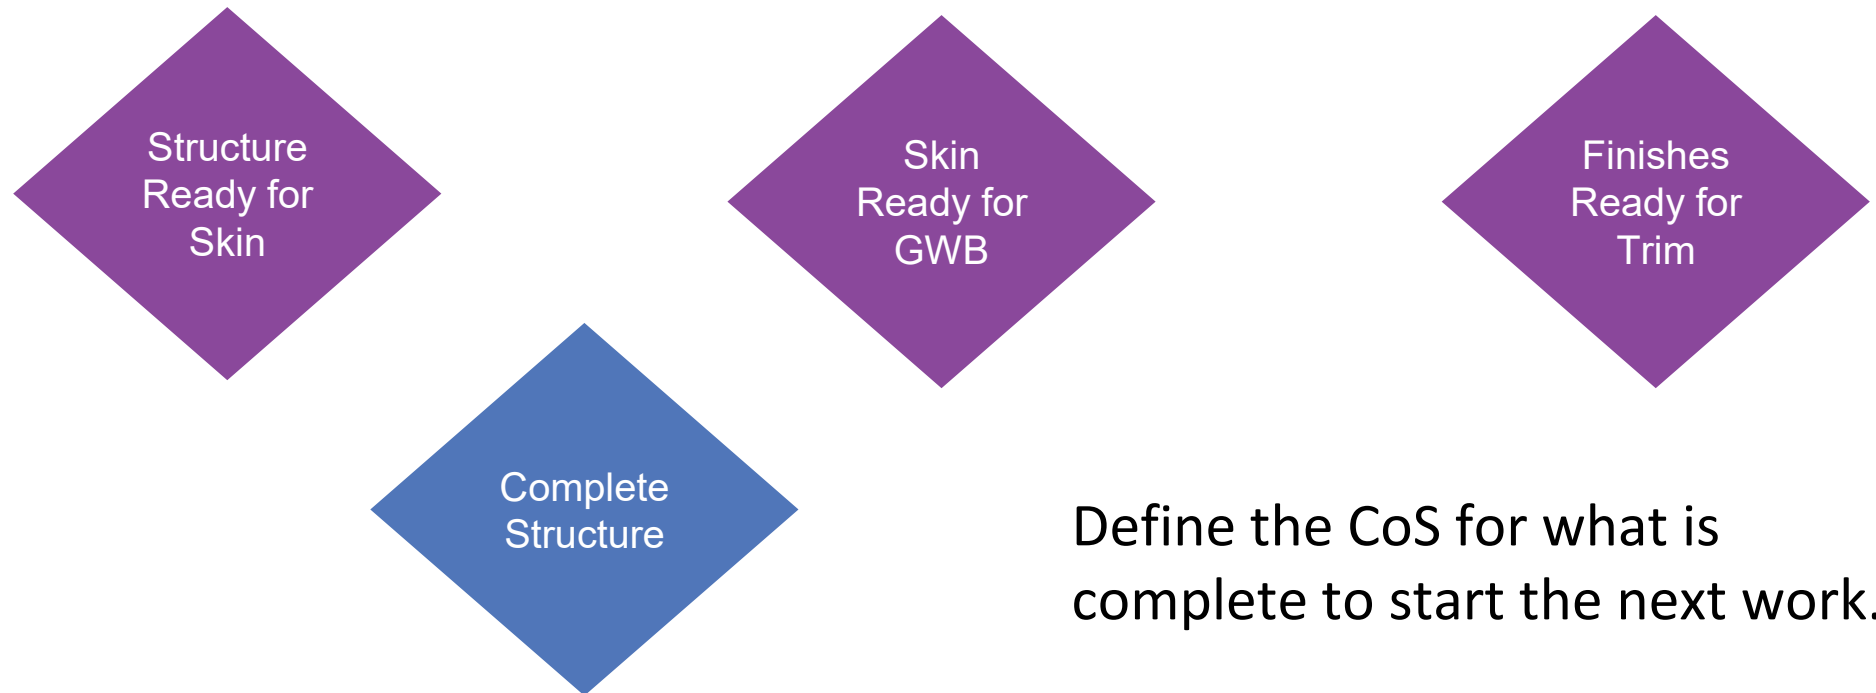 Structure
Ready for
Skin
Skin
Ready for
GWB
Finishes
Ready for
Trim
Complete
Structure
Define the CoS for what is
complete to start the next work.